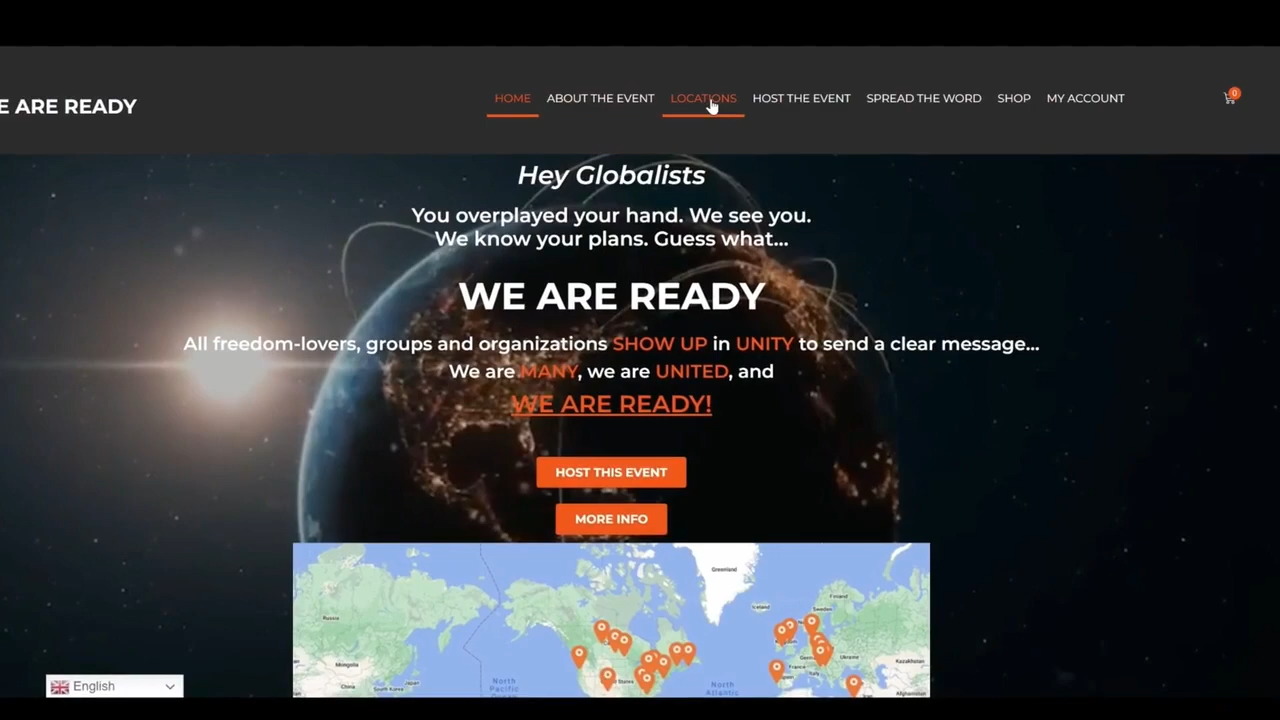 E ARE READY
HOME ABOUT THE EVENT LOCATIONS HOST THE EVENT SPREAD THE WORD SHOP MY ACCOUNT 0
Hey Globalists
You overplayed your hand. We see you.
We know your plans. Guess what...
WE ARE READY
All freedom-lovers, groups and organizations SHOW UP in UNITY to send a clear message...
We are MANY, we are UNITED, and
WE ARE READY!
HOST THIS EVENT
MORE INFO
Greenland
Iceland
Finland
Sweden
Russia
Ukraine
France
Kazakhstan
Mongolia
China
South Korea
Japan
North
Pacific
States
North
Atlantic
Afghanistan
English